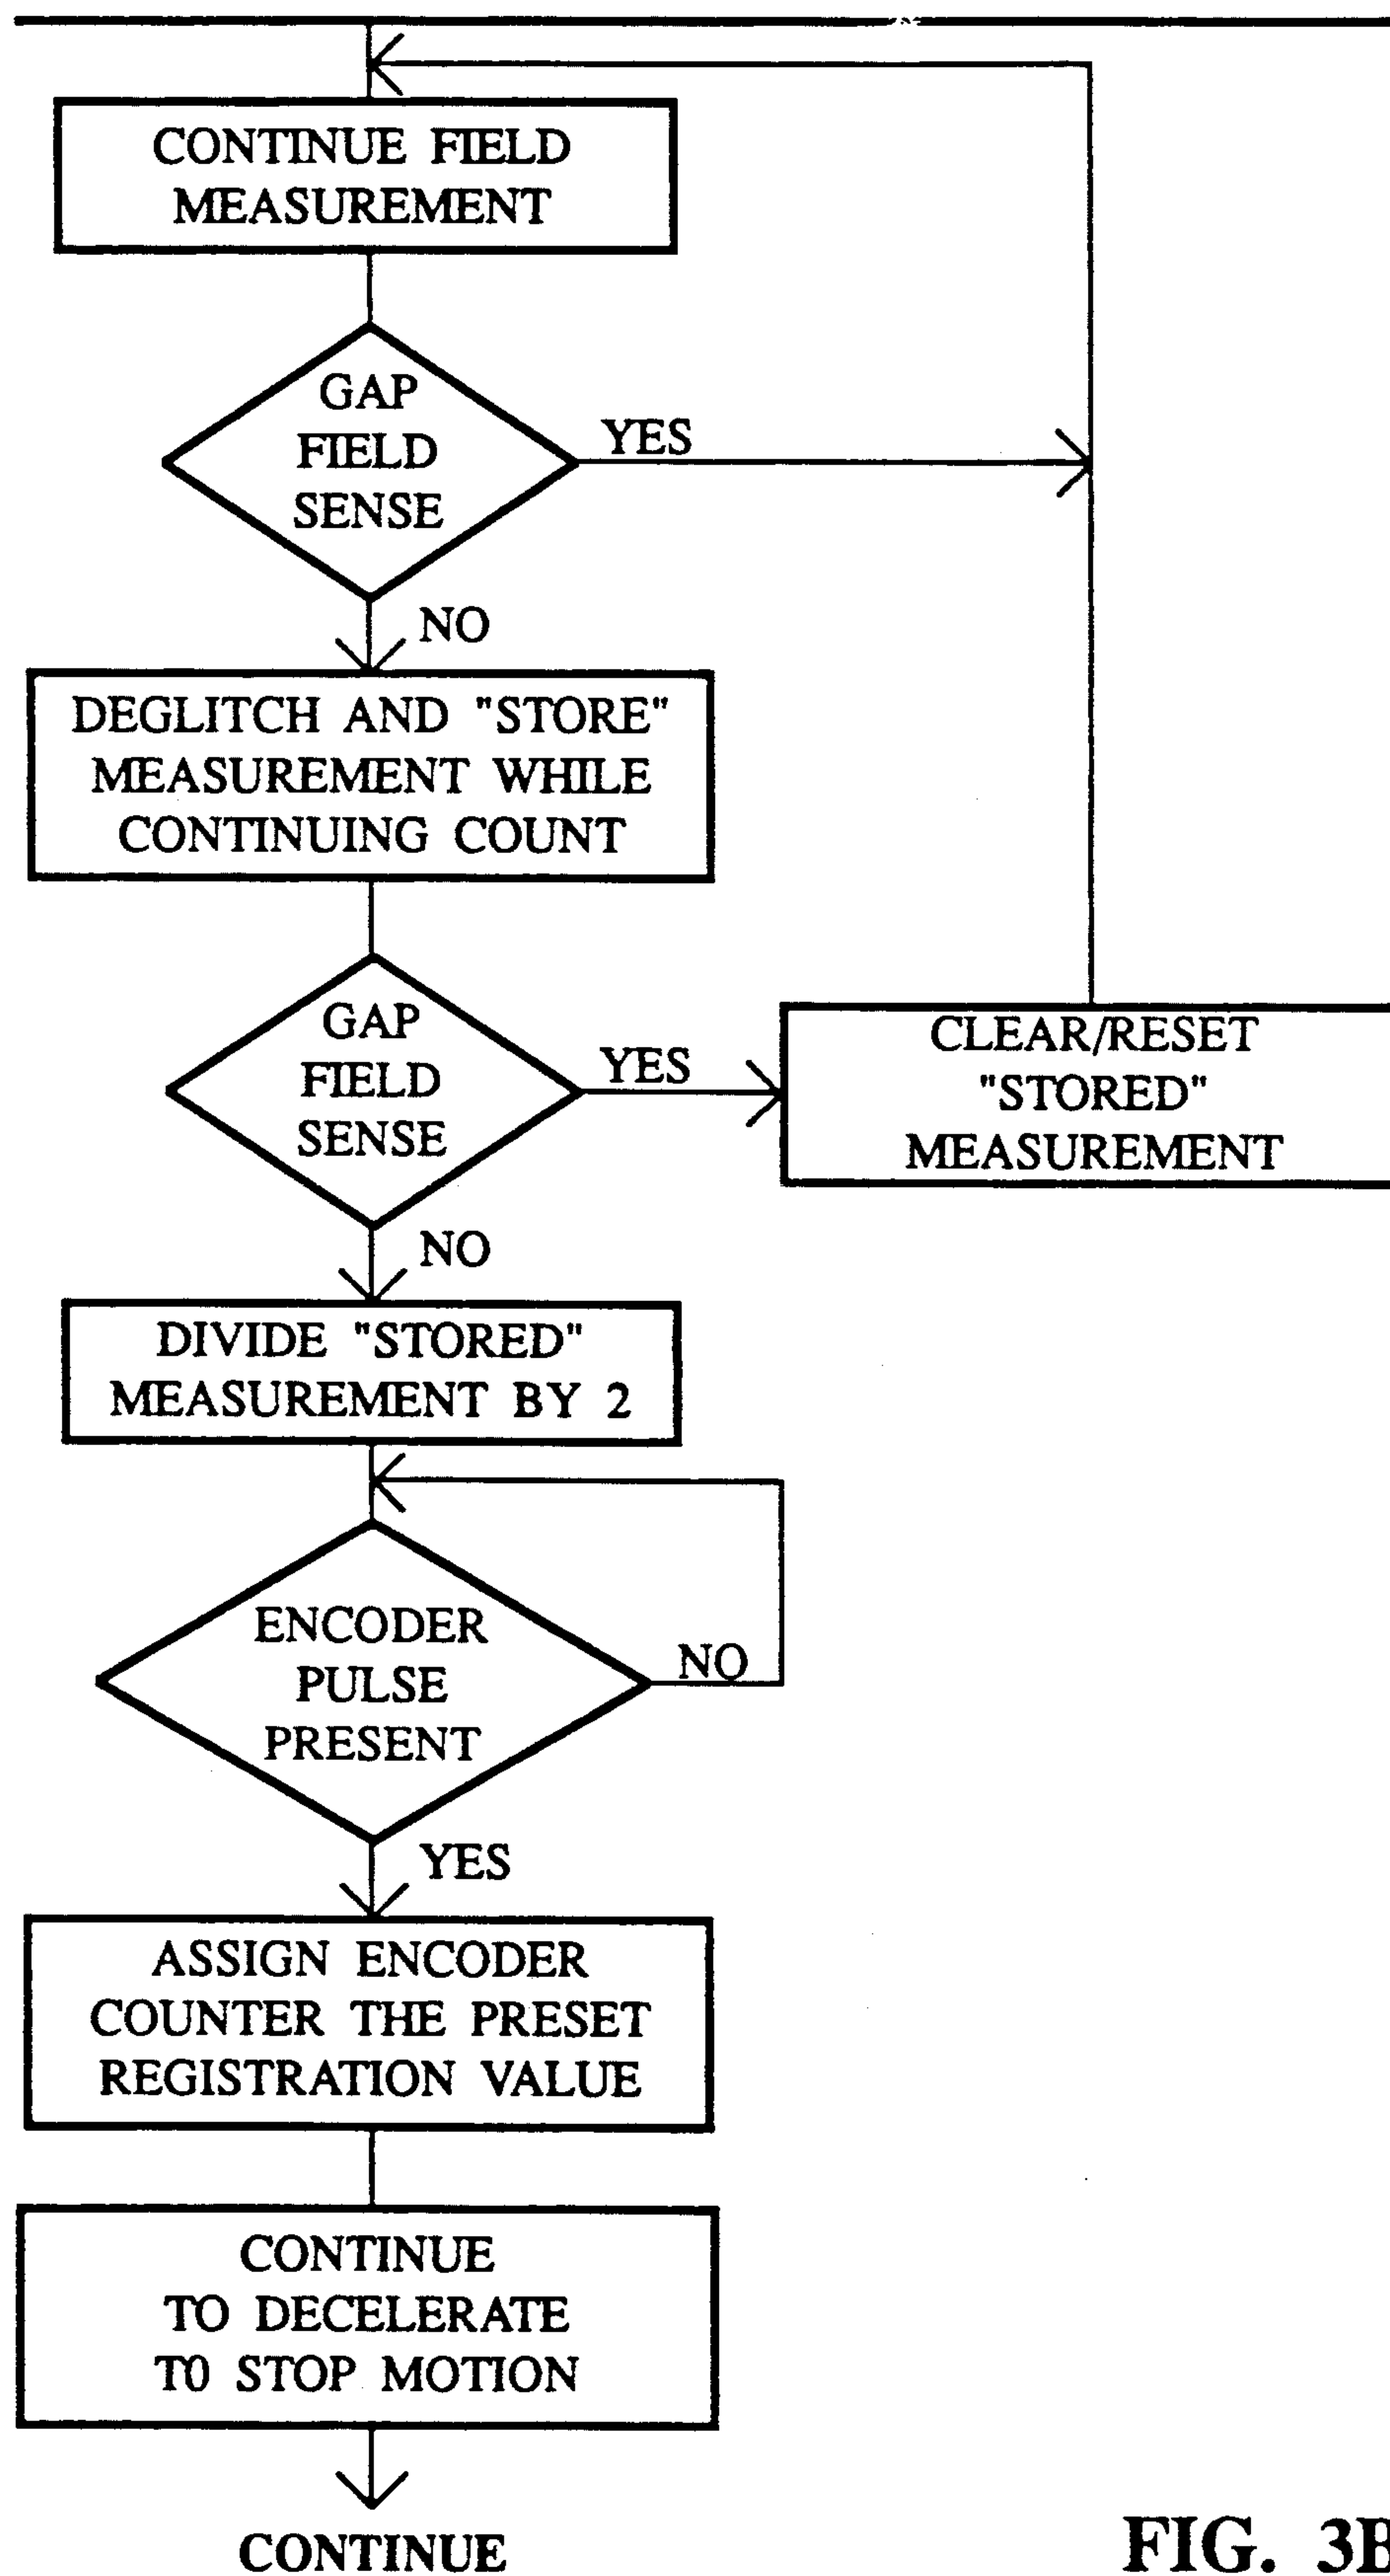 CONTINUE FIELD
MEASUREMENT
GAP
FIELD
SENSE
YES
NO
DEGLITCH AND "STORE"
MEASUREMENT WHILE
CONTINUING COUNT
GAP
FIELD
SENSE
YES
CLEAR/RESET
"STORED"
MEASUREMENT
NO
DIVIDE "STORED"
MEASUREMENT BY 2
ENCODER
PULSE
PRESENT
NO
YES
ASSIGN ENCODER
COUNTER THE PRESET
REGISTRATION VALUE
CONTINUE
TO DECELERATE
TO STOP MOTION
CONTINUE
FIG. 3B